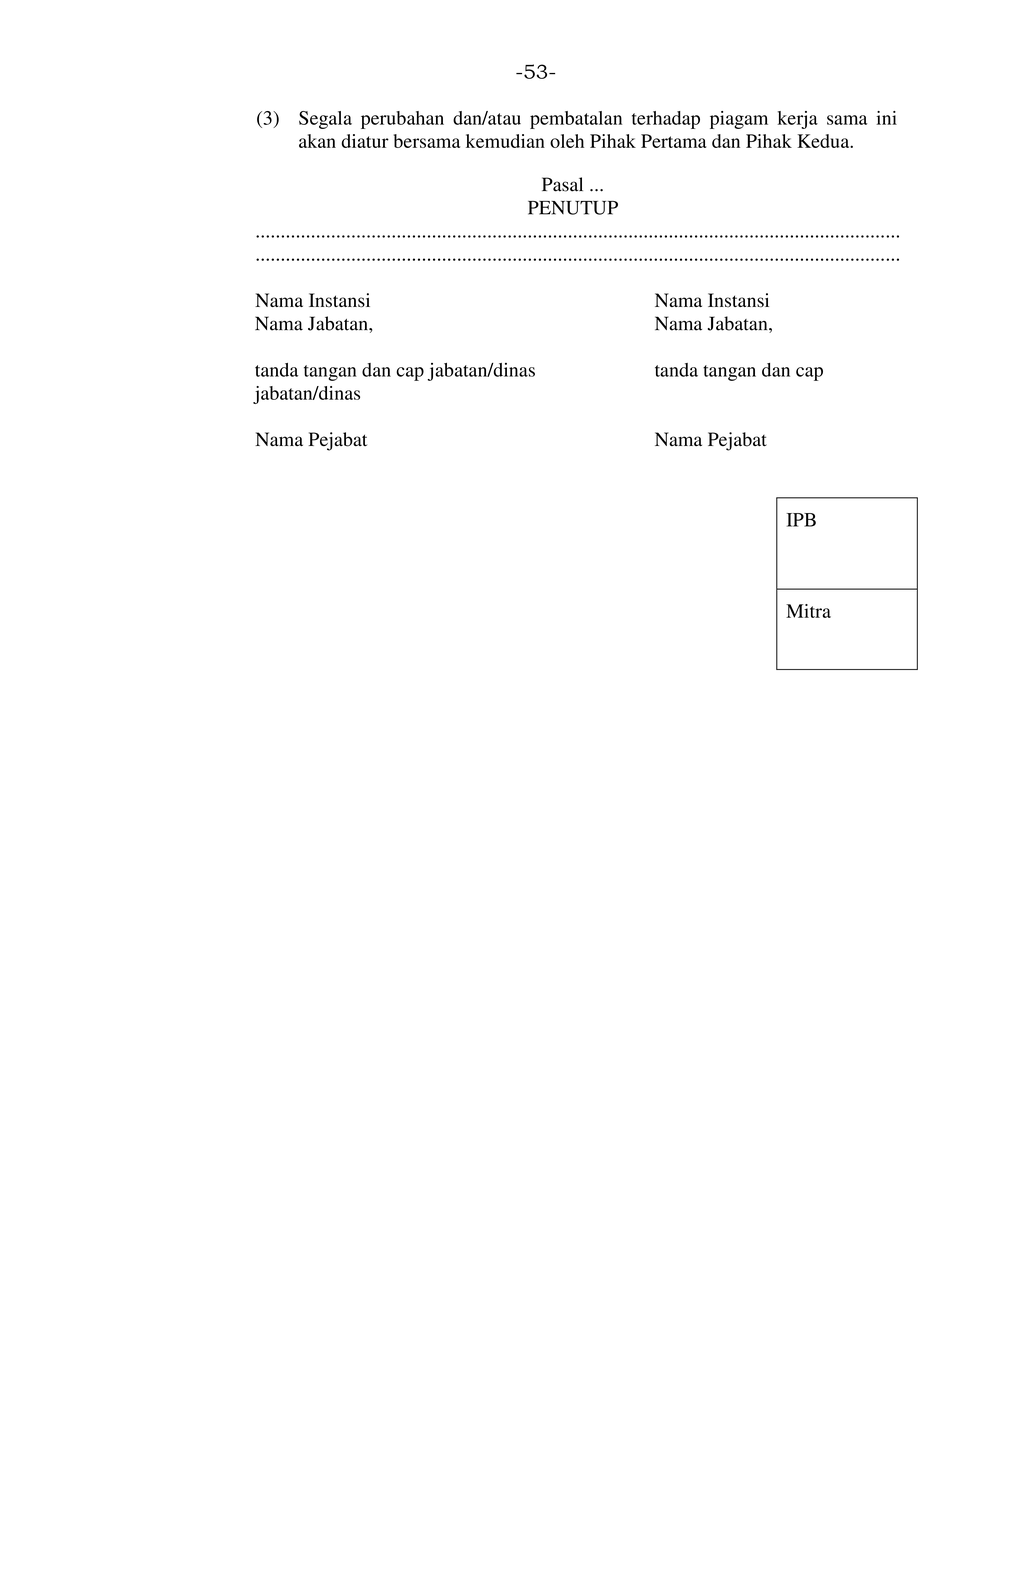 -53-
(3) Segala perubahan dan/atau pembatalan terhadap piagam kerja sama ini
akan diatur bersama kemudian oleh Pihak Pertama dan Pihak Kedua.
Pasal ...
PENUTUP
................................................................................................................................
................................................................................................................................
Nama Instansi Nama Instansi
Nama Jabatan, Nama Jabatan,
tanda tangan dan cap jabatan/dinas tanda tangan dan cap
jabatan/dinas
Nama Pejabat Nama Pejabat
IPB
Mitra